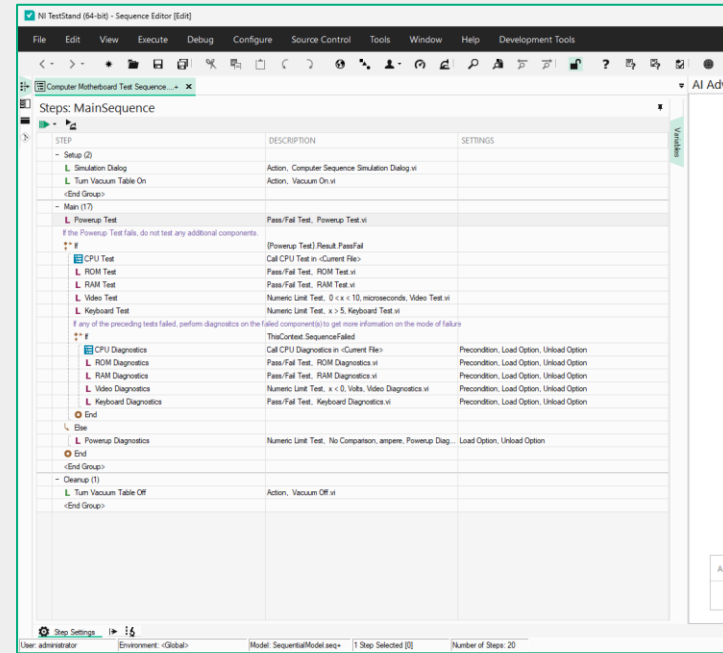 NI TestStand (64-bit) - Sequence Editor [Edit]
File Edit View Execute Debug Configure Source Control Tools Window Help Development Tools
Computer Motherboard Test Sequence...+ ×
AI Adv
Steps: MainSequence
Variables
STEP DESCRIPTION SETTINGS
− Setup (2)
Simulation Dialog Action, Computer Sequence Simulation Dialog.vi
Turn Vacuum Table On Action, Vacuum On.vi
<End Group>
− Main (17)
Powerup Test Pass/Fail Test, Powerup Test.vi
If the Powerup Test fails, do not test any additional components.
If {Powerup Test}.Result.PassFail
CPU Test Call CPU Test in <Current File>
ROM Test Pass/Fail Test, ROM Test.vi
RAM Test Pass/Fail Test, RAM Test.vi
Video Test Numeric Limit Test, 0 < x < 10, microseconds, Video Test.vi
Keyboard Test Numeric Limit Test, x > 5, Keyboard Test.vi
If any of the preceding tests failed, perform diagnostics on the failed component(s) to get more information on the mode of failure
If ThisContext.SequenceFailed
CPU Diagnostics Call CPU Diagnostics in <Current File> Precondition, Load Option, Unload Option
ROM Diagnostics Pass/Fail Test, ROM Diagnostics.vi Precondition, Load Option, Unload Option
RAM Diagnostics Pass/Fail Test, RAM Diagnostics.vi Precondition, Load Option, Unload Option
Video Diagnostics Numeric Limit Test, x < 0, Volts, Video Diagnostics.vi Precondition, Load Option, Unload Option
Keyboard Diagnostics Pass/Fail Test, Keyboard Diagnostics.vi Precondition, Load Option, Unload Option
End
Else
Powerup Diagnostics Numeric Limit Test, No Comparison, ampere, Powerup Diag... Load Option, Unload Option
End
<End Group>
− Cleanup (1)
Turn Vacuum Table Off Action, Vacuum Off.vi
<End Group>
A
Step Settings
User: administrator Environment: <Global> Model: SequentialModel.seq+ 1 Step Selected [0] Number of Steps: 20